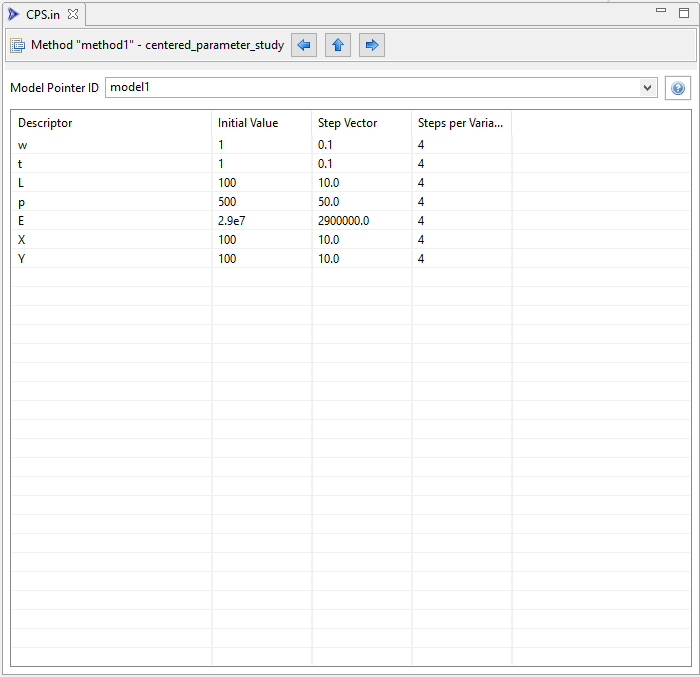 CPS.in
Method "method1" - centered_parameter_study
Model Pointer ID model1
Descriptor Initial Value Step Vector Steps per Varia...
w 1 0.1 4
t 1 0.1 4
L 100 10.0 4
p 500 50.0 4
E 2.9e7 2900000.0 4
X 100 10.0 4
Y 100 10.0 4